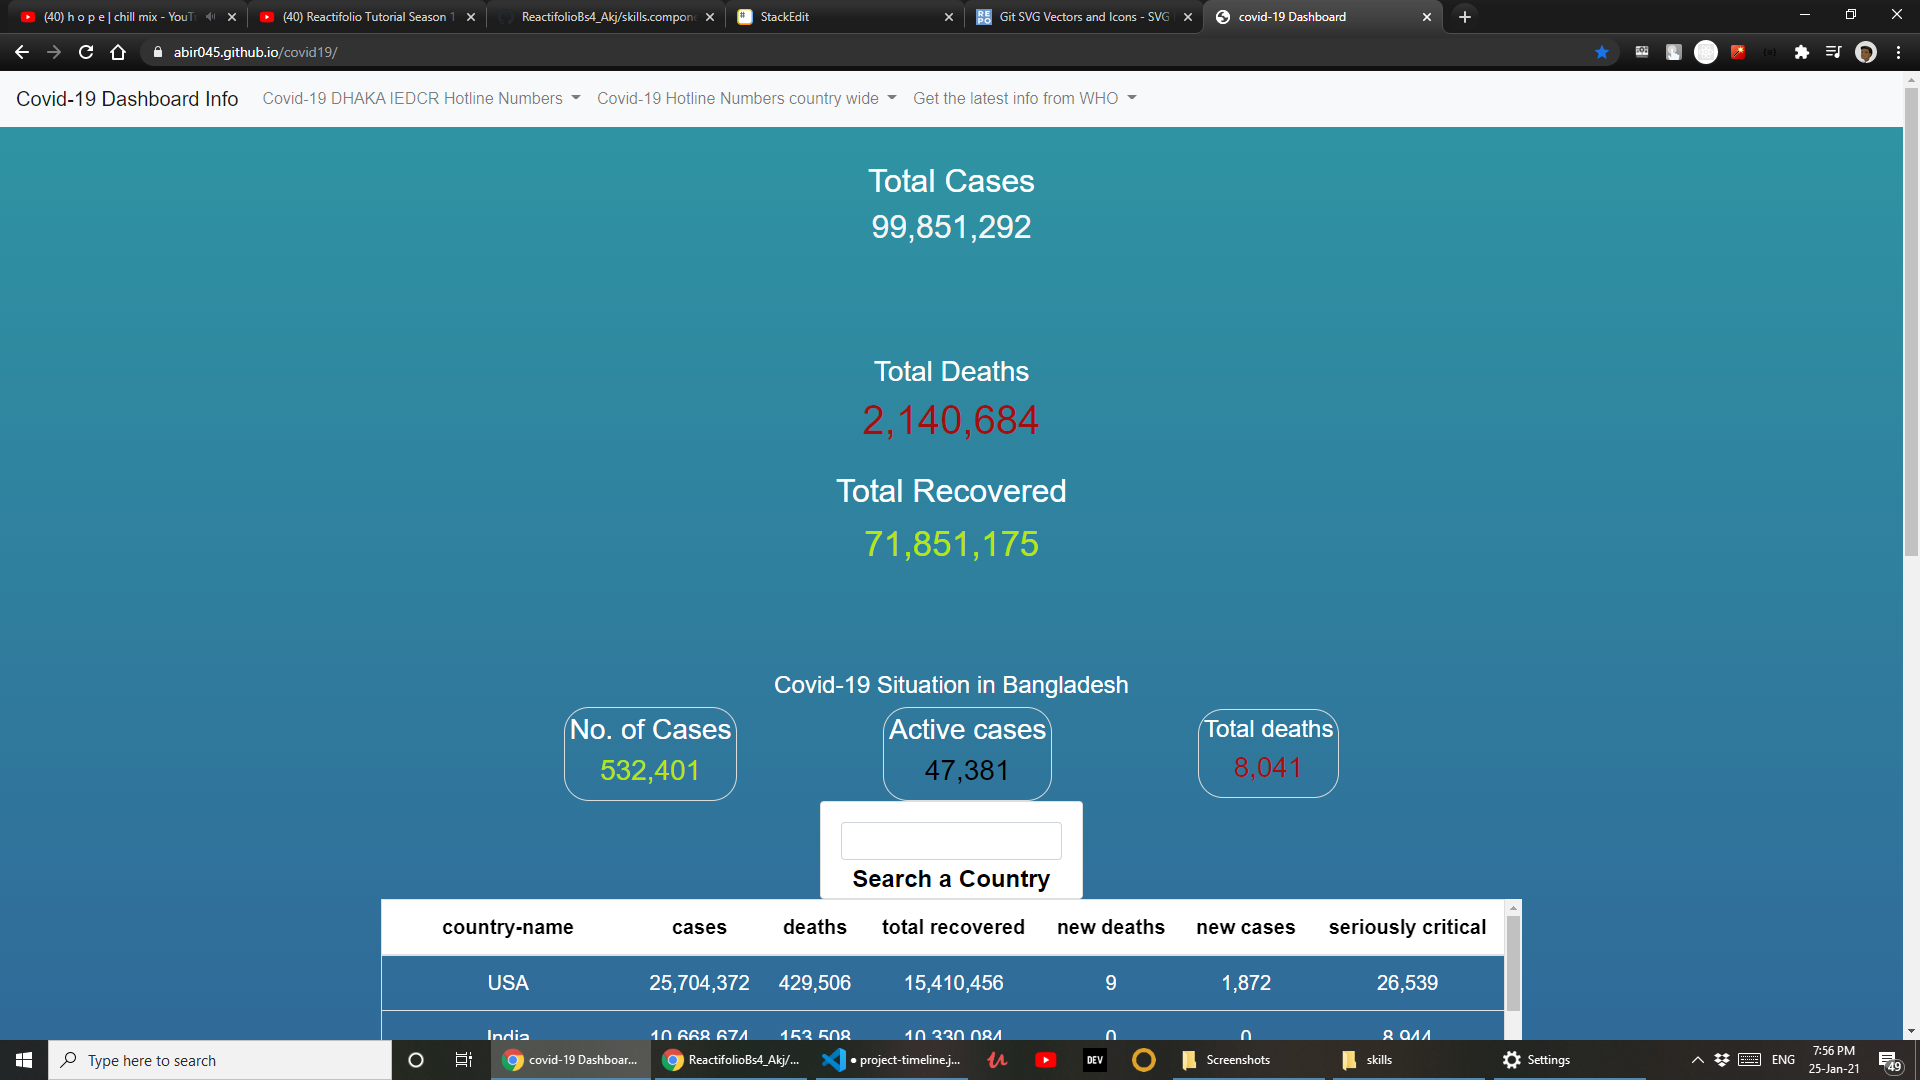 (40) h o p e | chill mix - YouT
(40) Reactifolio Tutorial Season 1
ReactifolioBs4_Akj/skills.compon
StackEdit
REPO
Git SVG Vectors and Icons - SVG
covid-19 Dashboard
abir045.github.io/covid19/
Covid-19 Dashboard Info
Covid-19 DHAKA IEDCR Hotline Numbers
Covid-19 Hotline Numbers country wide
Get the latest info from WHO
Total Cases
99,851,292
Total Deaths
2,140,684
Total Recovered
71,851,175
Covid-19 Situation in Bangladesh
No. of Cases
532,401
Active cases
47,381
Total deaths
8,041
Search a Country
country-name cases deaths total recovered new deaths new cases seriously critical
USA 25,704,372 429,506 15,410,456 9 1,872 26,539
India 10,668,674 153,508 10,330,084 0 0 8,944
Type here to search
covid-19 Dashboar...
ReactifolioBs4_Akj/...
● project-timeline.j...
DEV
Screenshots
skills
Settings
ENG
7:56 PM
25-Jan-21
49